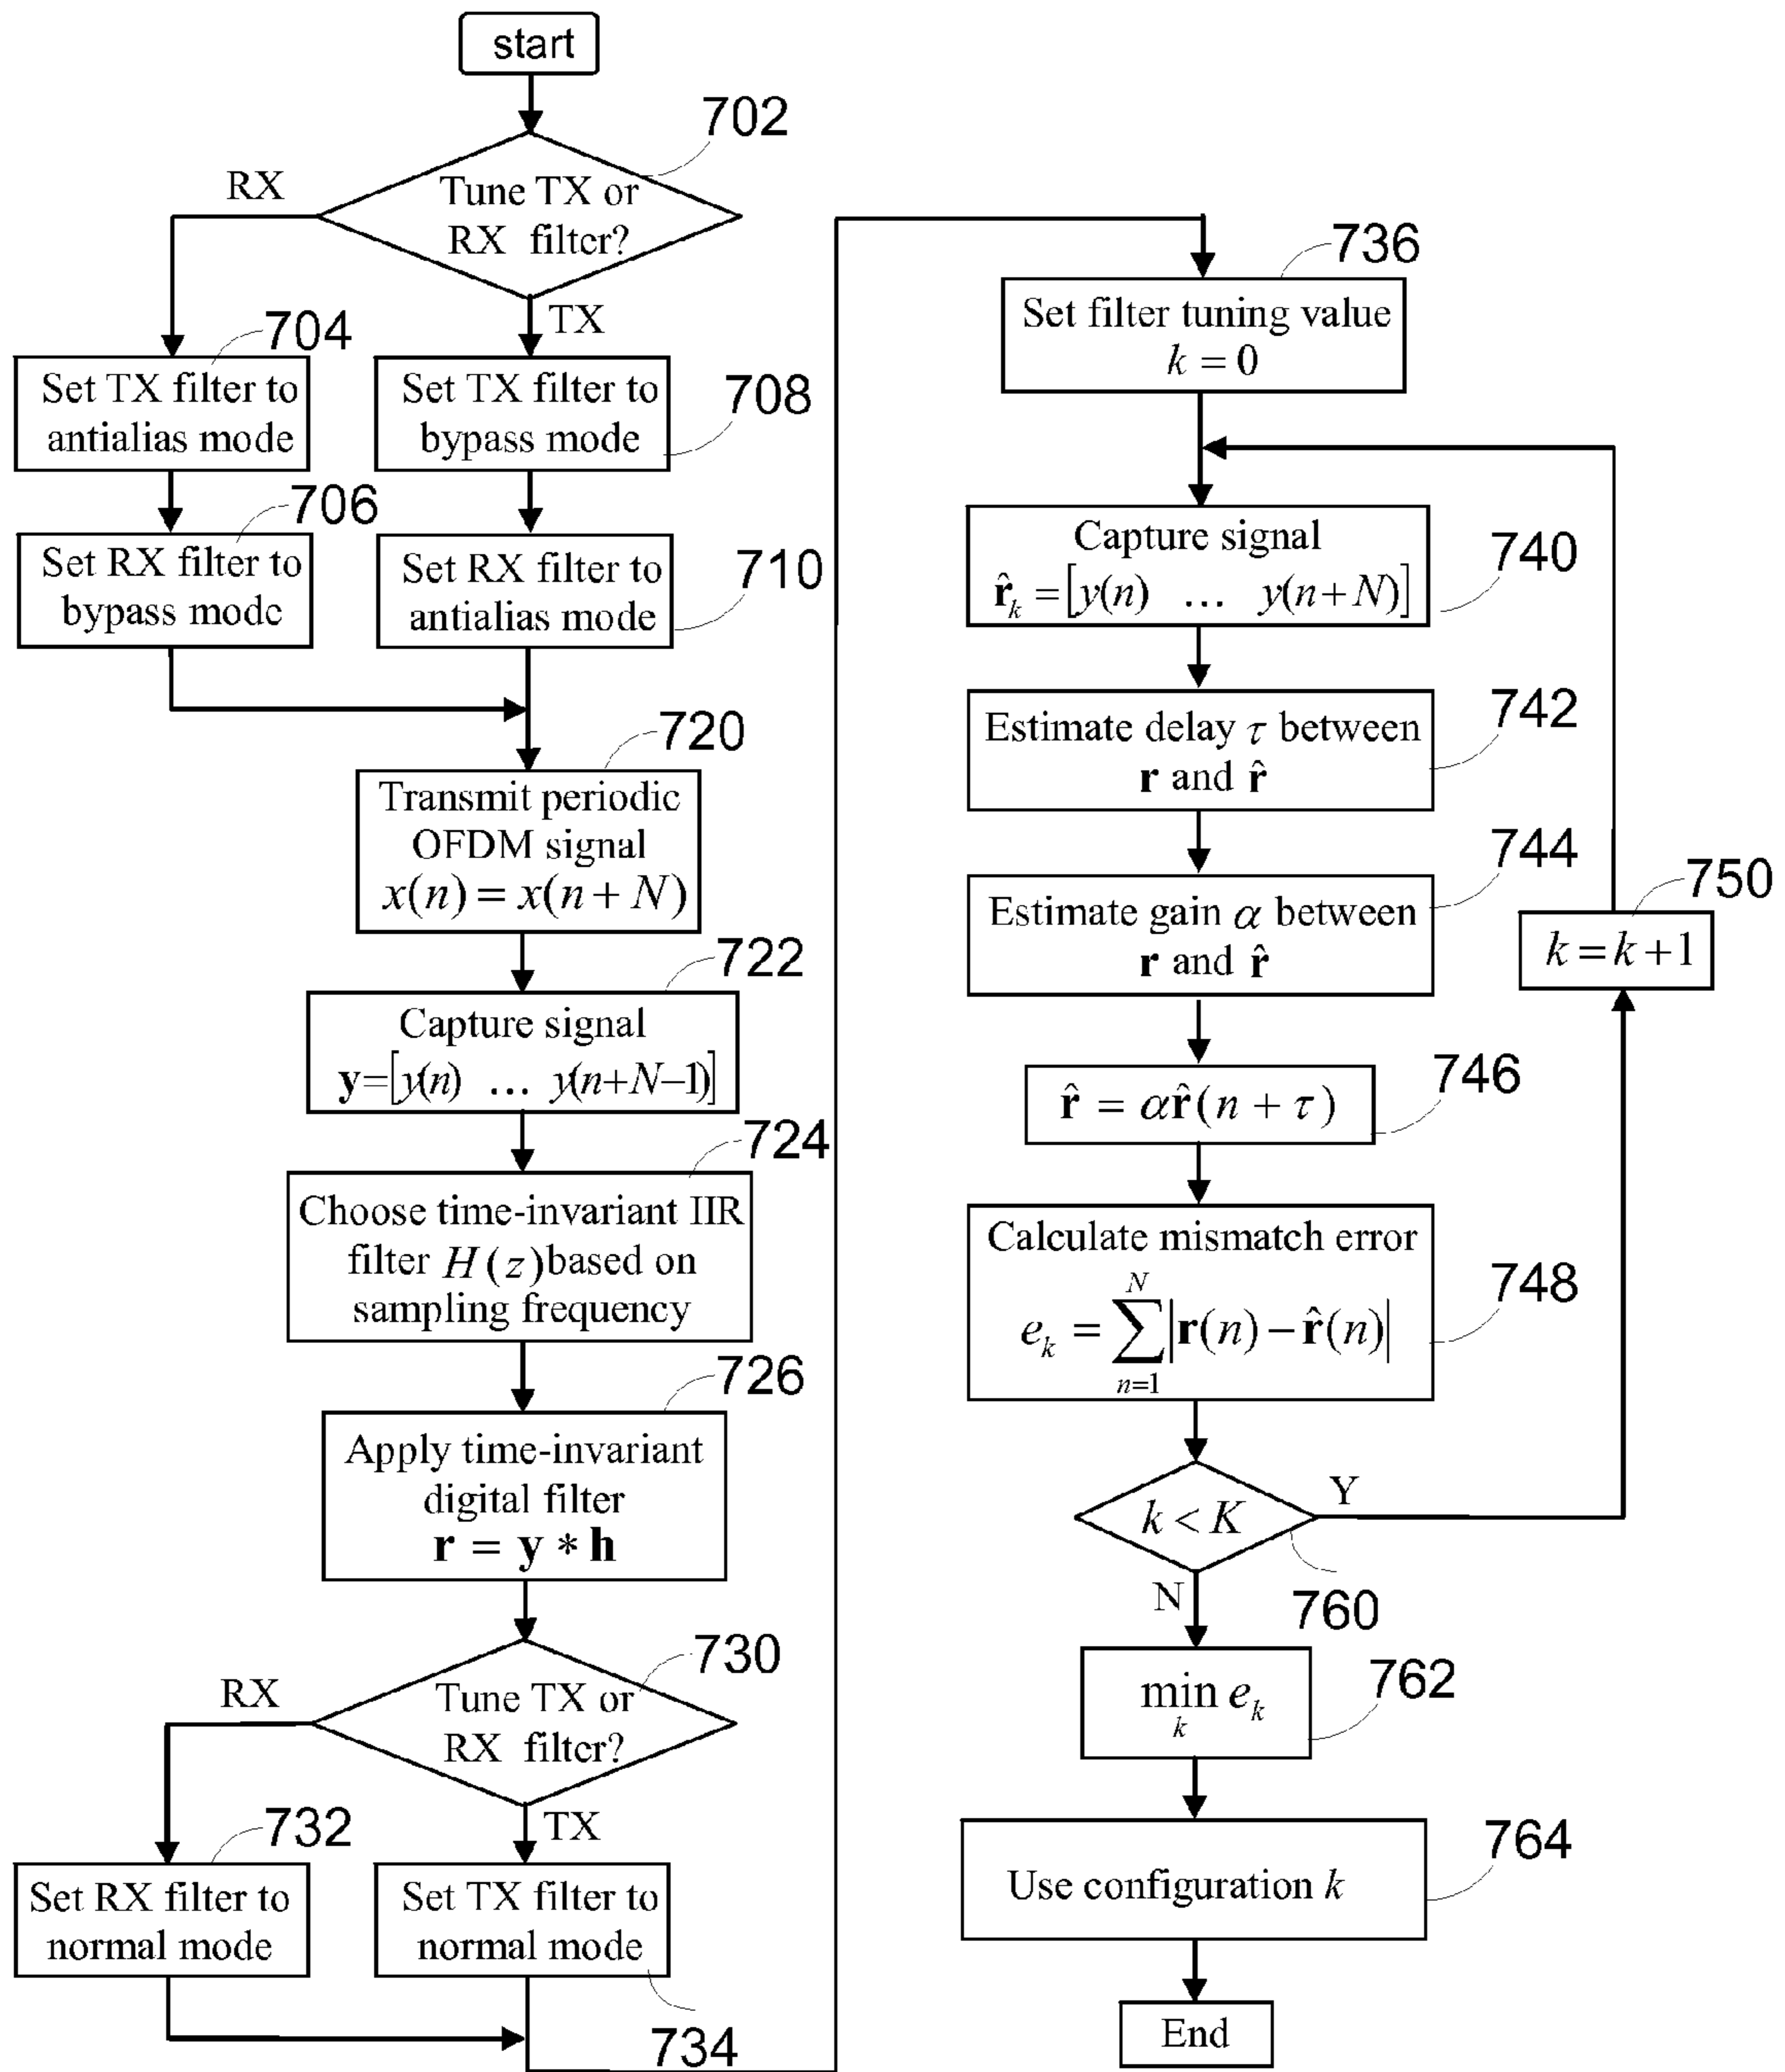 start
702
Tune TX or
RX filter?
RX
TX
704
Set TX filter to
antialias mode
706
Set RX filter to
bypass mode
708
Set TX filter to
bypass mode
710
Set RX filter to
antialias mode
720
Transmit periodic
OFDM signal
x(n) = x(n + N)
722
Capture signal
y=[y(n) … y(n+N−1)]
724
Choose time-invariant IIR
filter H(z) based on
sampling frequency
726
Apply time-invariant
digital filter
r = y * h
730
Tune TX or
RX filter?
RX
TX
732
Set RX filter to
normal mode
Set TX filter to
normal mode
734
736
Set filter tuning value
k = 0
740
Capture signal
r̂ₖ = [y(n) … y(n+N)]
742
Estimate delay τ between
r and r̂
744
Estimate gain α between
r and r̂
746
r̂ = αr̂(n + τ)
748
Calculate mismatch error
eₖ = ∑ₙ₌₁ᴺ |r(n) − r̂(n)|
750
k = k + 1
k < K
Y
N
760
762
min eₖ
k
764
Use configuration k
End